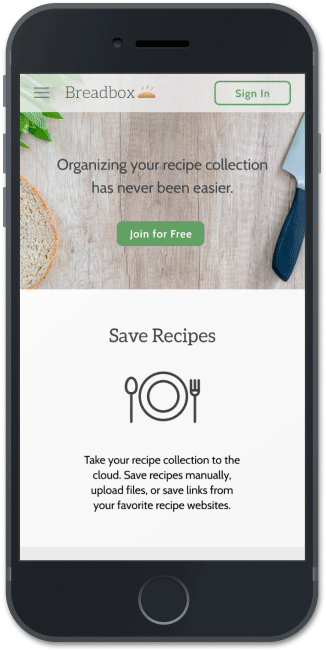 Breadbox
Sign In
Organizing your recipe collection
has never been easier.
Join for Free
Save Recipes
Take your recipe collection to the
cloud. Save recipes manually,
upload files, or save links from
your favorite recipe websites.